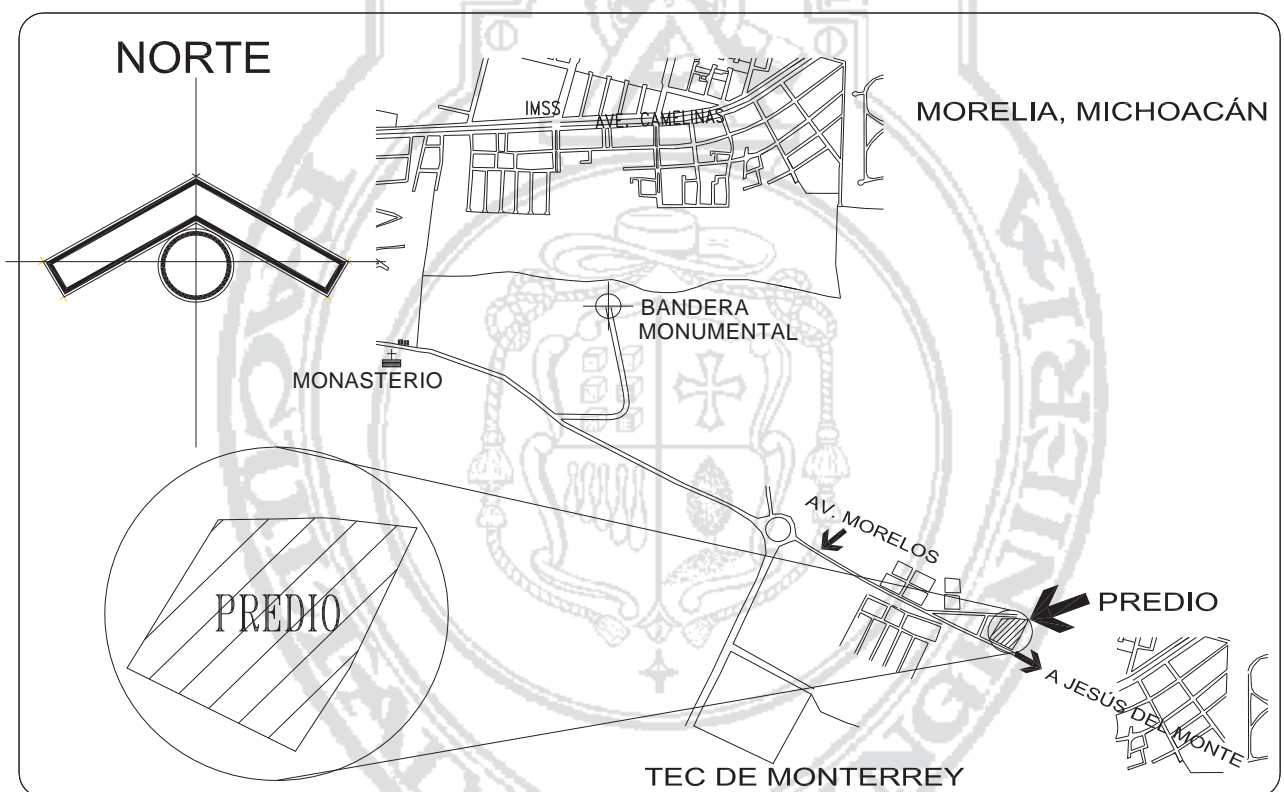 NORTE
MORELIA, MICHOACÁN
IMSS
AVE. CAMELINAS
BANDERA
MONUMENTAL
MONASTERIO
AV. MORELOS
PREDIO
PREDIO
A JESÚS DEL MONTE
TEC DE MONTERREY